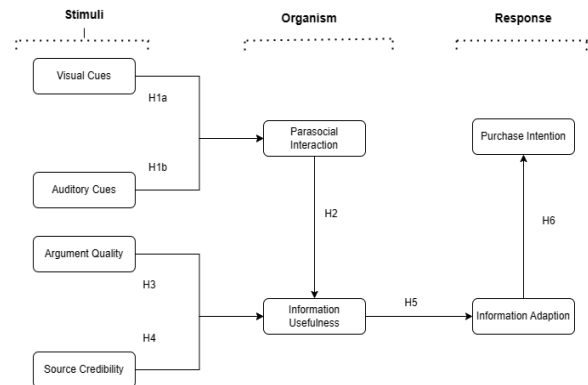 Stimuli
Organism
Response
Visual Cues
H1a
Parasocial
Interaction
Purchase Intention
H1b
Auditory Cues
H2
H6
Argument Quality
H3
Information
Usefulness
H5
Information Adaption
H4
Source Credibility